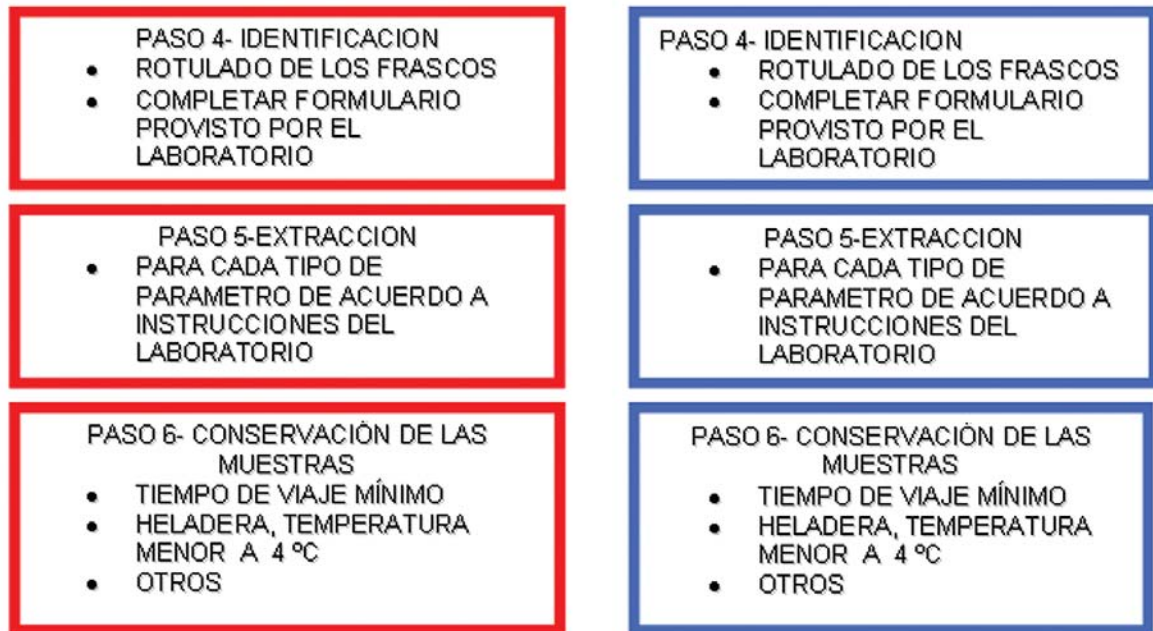 PASO 4- IDENTIFICACION
• ROTULADO DE LOS FRASCOS
• COMPLETAR FORMULARIO
PROVISTO POR EL
LABORATORIO
PASO 4- IDENTIFICACION
• ROTULADO DE LOS FRASCOS
• COMPLETAR FORMULARIO
PROVISTO POR EL
LABORATORIO
PASO 5-EXTRACCION
• PARA CADA TIPO DE
PARAMETRO DE ACUERDO A
INSTRUCCIONES DEL
LABORATORIO
PASO 5-EXTRACCION
• PARA CADA TIPO DE
PARAMETRO DE ACUERDO A
INSTRUCCIONES DEL
LABORATORIO
PASO 6- CONSERVACIÓN DE LAS
MUESTRAS
• TIEMPO DE VIAJE MÍNIMO
• HELADERA, TEMPERATURA
MENOR A 4 ºC
• OTROS
PASO 6- CONSERVACIÓN DE LAS
MUESTRAS
• TIEMPO DE VIAJE MÍNIMO
• HELADERA, TEMPERATURA
MENOR A 4 ºC
• OTROS